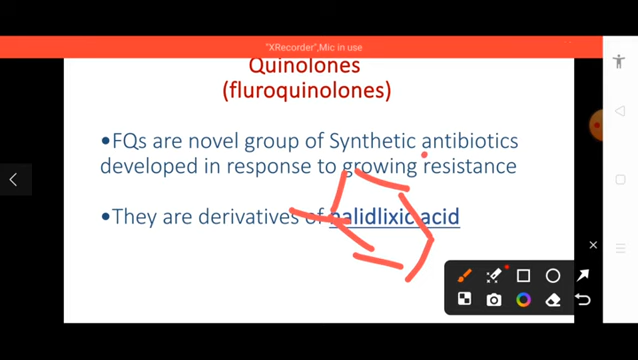 "XRecorder",Mic in use
Quinolones
(fluroquinolones)
•FQs are novel group of Synthetic antibiotics
developed in response to growing resistance
•They are derivatives of nalidlixic acid